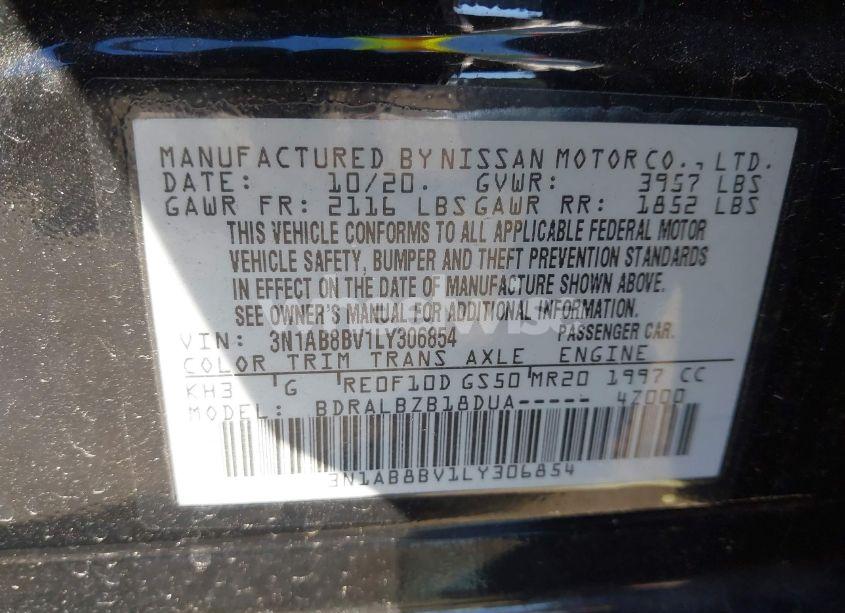 MANUFACTURED BY NISSAN MOTOR CO., LTD.
DATE: 10/20. GVWR: 3957 LBS
GAWR FR: 2116 LBS GAWR RR: 1852 LBS
THIS VEHICLE CONFORMS TO ALL APPLICABLE FEDERAL MOTOR
VEHICLE SAFETY, BUMPER AND THEFT PREVENTION STANDARDS
IN EFFECT ON THE DATE OF MANUFACTURE SHOWN ABOVE.
SEE OWNER'S MANUAL FOR ADDITIONAL INFORMATION.
VIN: 3N1AB8BV1LY306854 PASSENGER CAR.
COLOR TRIM TRANS AXLE ENGINE
KH3 G RE0F10D GS50 MR20 1997 CC
MODEL: BDRALBZB18DUA----- 4Z000
3N1AB8BV1LY306854